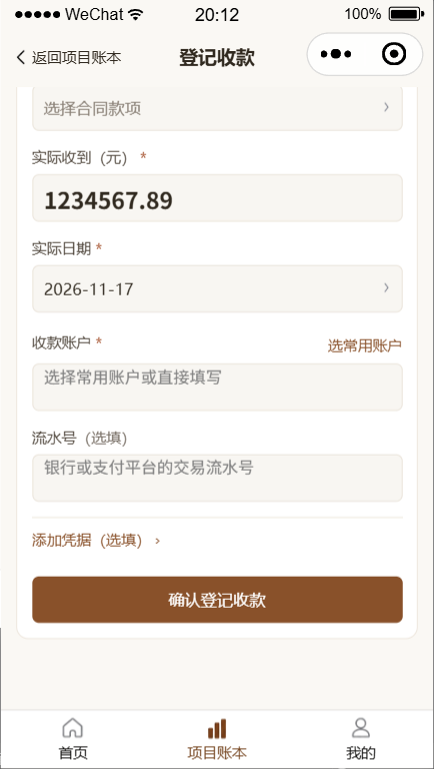 WeChat 20:12 100%
返回项目账本 登记收款
选择合同款项
实际收到（元） *
1234567.89
实际日期 *
2026-11-17
收款账户 * 选常用账户
选择常用账户或直接填写
流水号（选填）
银行或支付平台的交易流水号
添加凭据（选填）
确认登记收款
首页 项目账本 我的